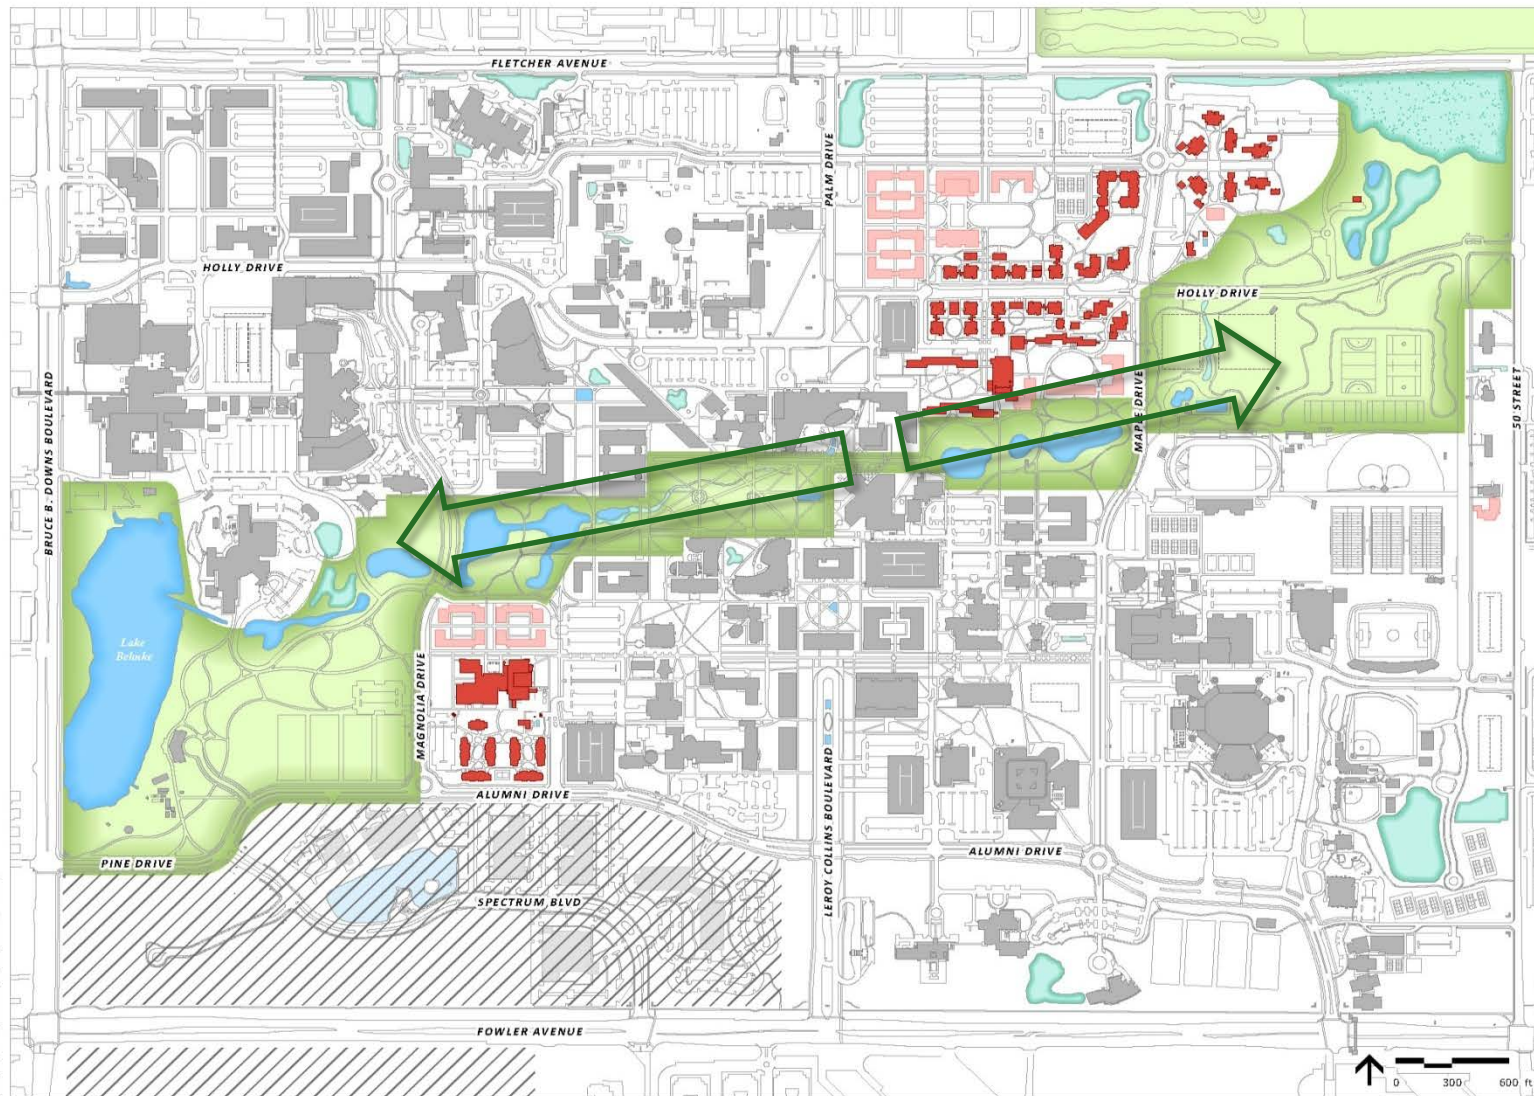 FLETCHER AVENUE
PALM DRIVE
HOLLY DRIVE
HOLLY DRIVE
BRUCE B. DOWNS BOULEVARD
MAPLE DRIVE
50 STREET
Lake
Behnke
MAGNOLIA DRIVE
ALUMNI DRIVE
LEROY COLLINS BOULEVARD
ALUMNI DRIVE
PINE DRIVE
SPECTRUM BLVD
FOWLER AVENUE
0 300 600 ft